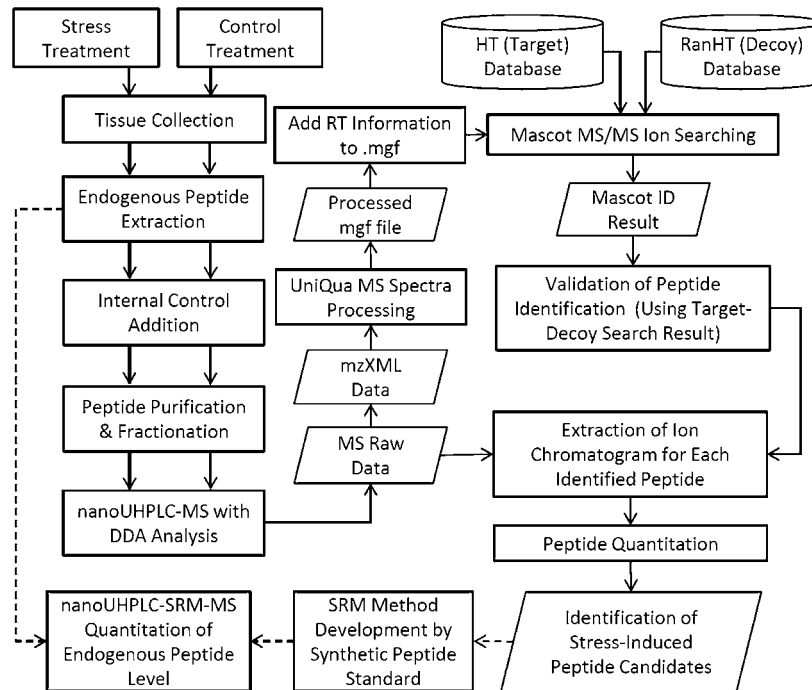 Stress
Treatment
Control
Treatment
Tissue Collection
Endogenous Peptide
Extraction
Internal Control
Addition
Peptide Purification
& Fractionation
nanoUHPLC-MS with
DDA Analysis
MS Raw
Data
mzXML
Data
UniQua MS Spectra
Processing
Processed
mgf file
Add RT Information
to .mgf
HT (Target)
Database
RanHT (Decoy)
Database
Mascot MS/MS Ion Searching
Mascot ID
Result
Validation of Peptide
Identification (Using Target-
Decoy Search Result)
Extraction of Ion
Chromatogram for Each
Identified Peptide
Peptide Quantitation
Identification of
Stress-Induced
Peptide Candidates
SRM Method
Development by
Synthetic Peptide
Standard
nanoUHPLC-SRM-MS
Quantitation of
Endogenous Peptide
Level